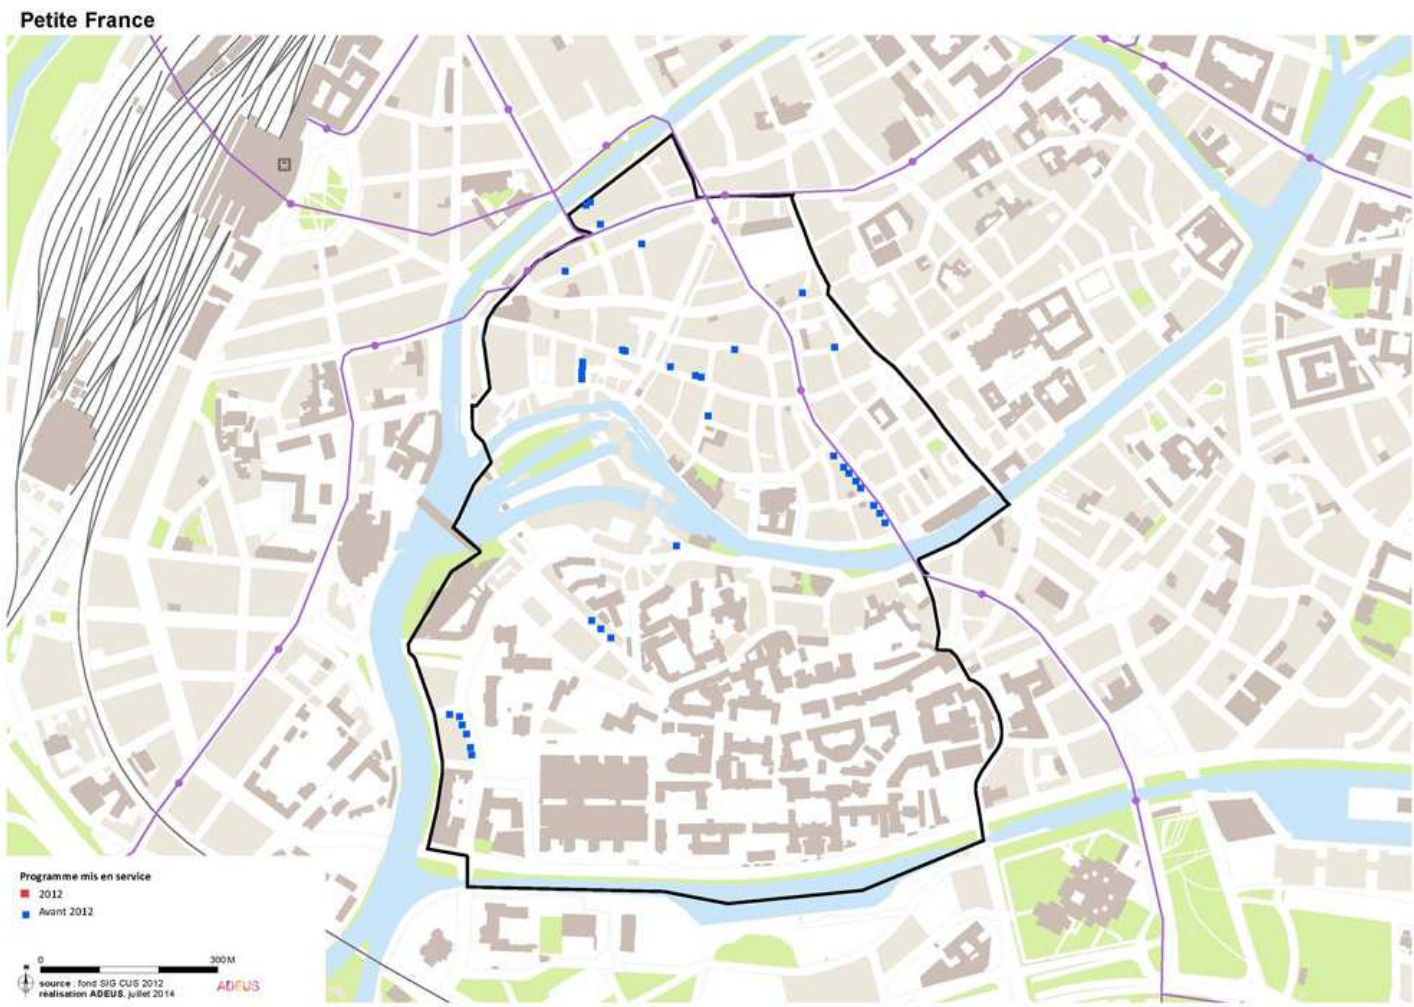 Petite France
Programme mis en service
2012
Avant 2012
0 300M
N
source : fond SIG CUS 2012
réalisation ADEUS, juillet 2014
ADEUS